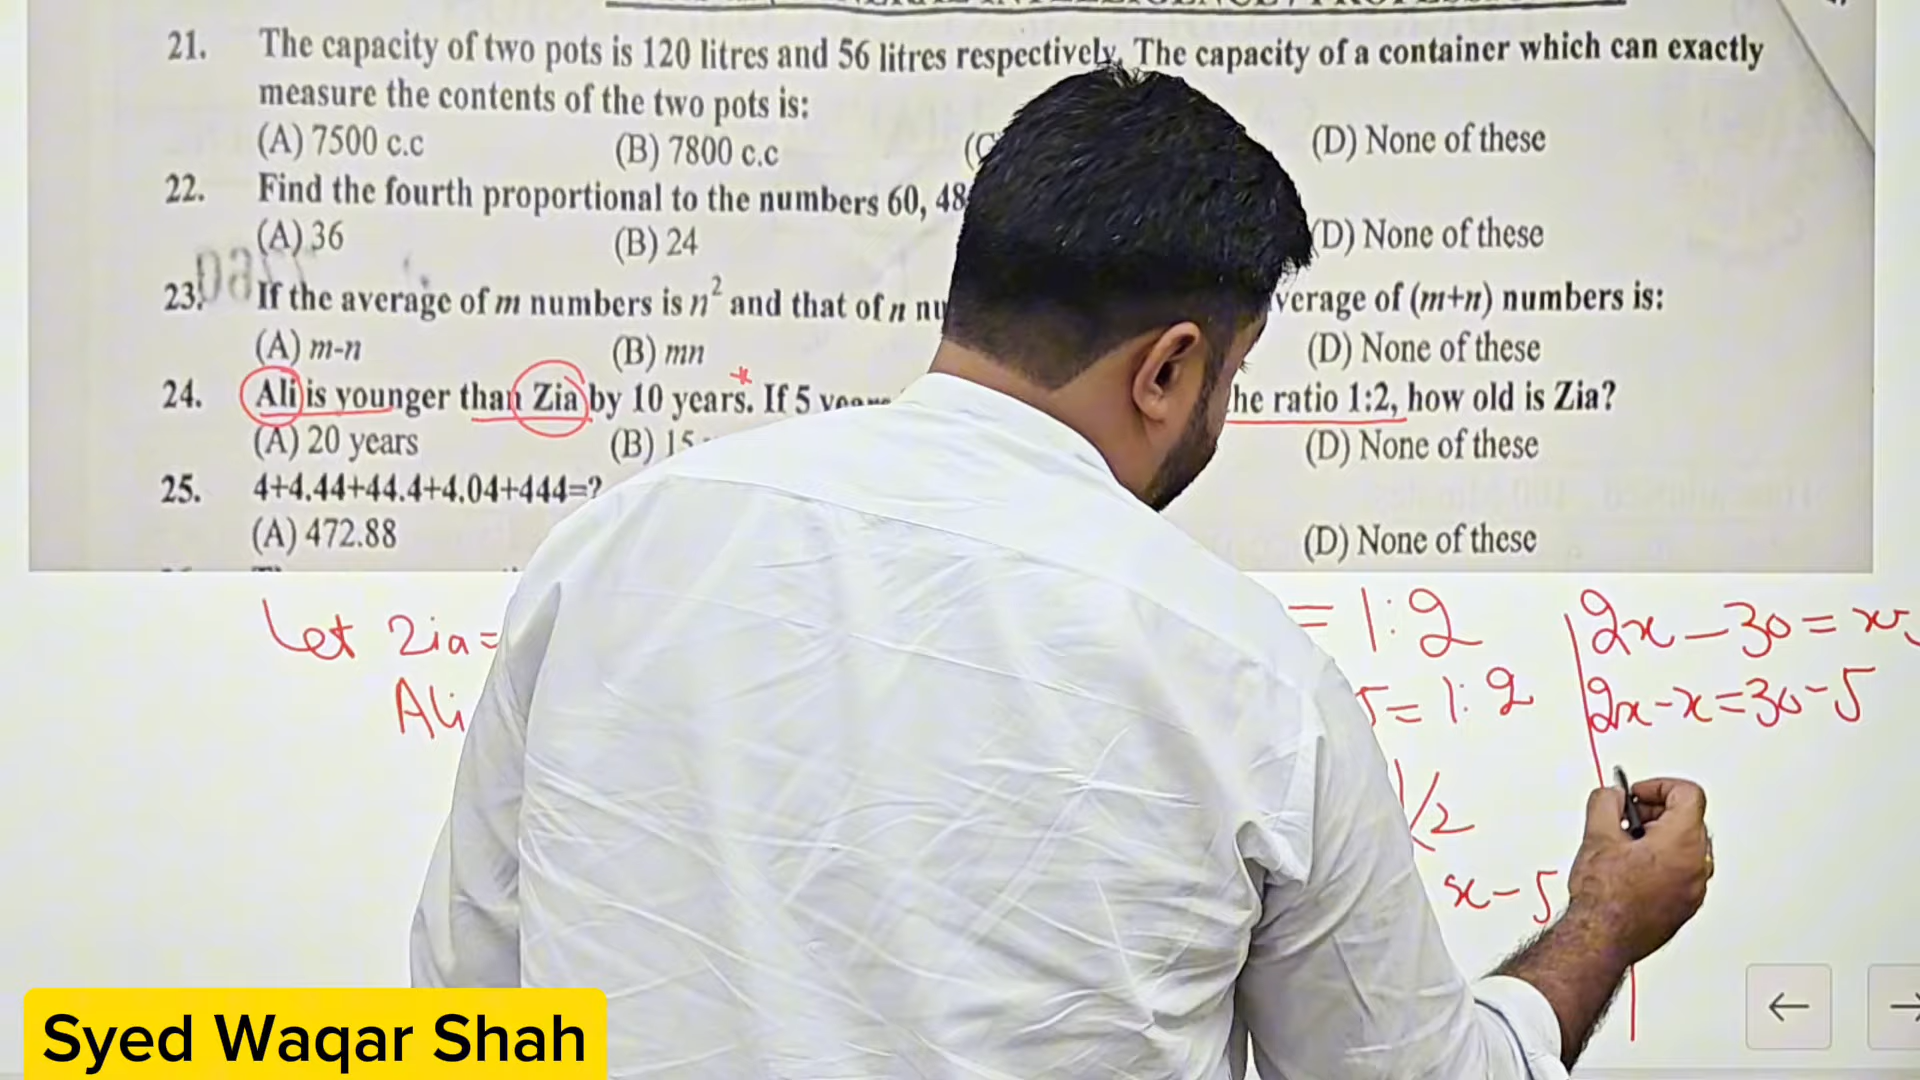 21. The capacity of two pots is 120 litres and 56 litres respectively. The capacity of a container which can exactly
measure the contents of the two pots is:
(A) 7500 c.c (B) 7800 c.c (C (D) None of these
22. Find the fourth proportional to the numbers 60, 48
(A) 36 (B) 24 (D) None of these
23. If the average of m numbers is n² and that of n verage of (m+n) numbers is:
(A) m-n (B) mn (D) None of these
24. Ali is younger than Zia by 10 years. If 5 he ratio 1:2, how old is Zia?
(A) 20 years (B) 15 (D) None of these
25. 4+4.44+44.4+4.04+444=?
(A) 472.88 (D) None of these
Let Zia =
Ali
= 1:2
5 = 1:2
1/2
x-5
2x-30=x-
2x-x=30-5
Syed Waqar Shah